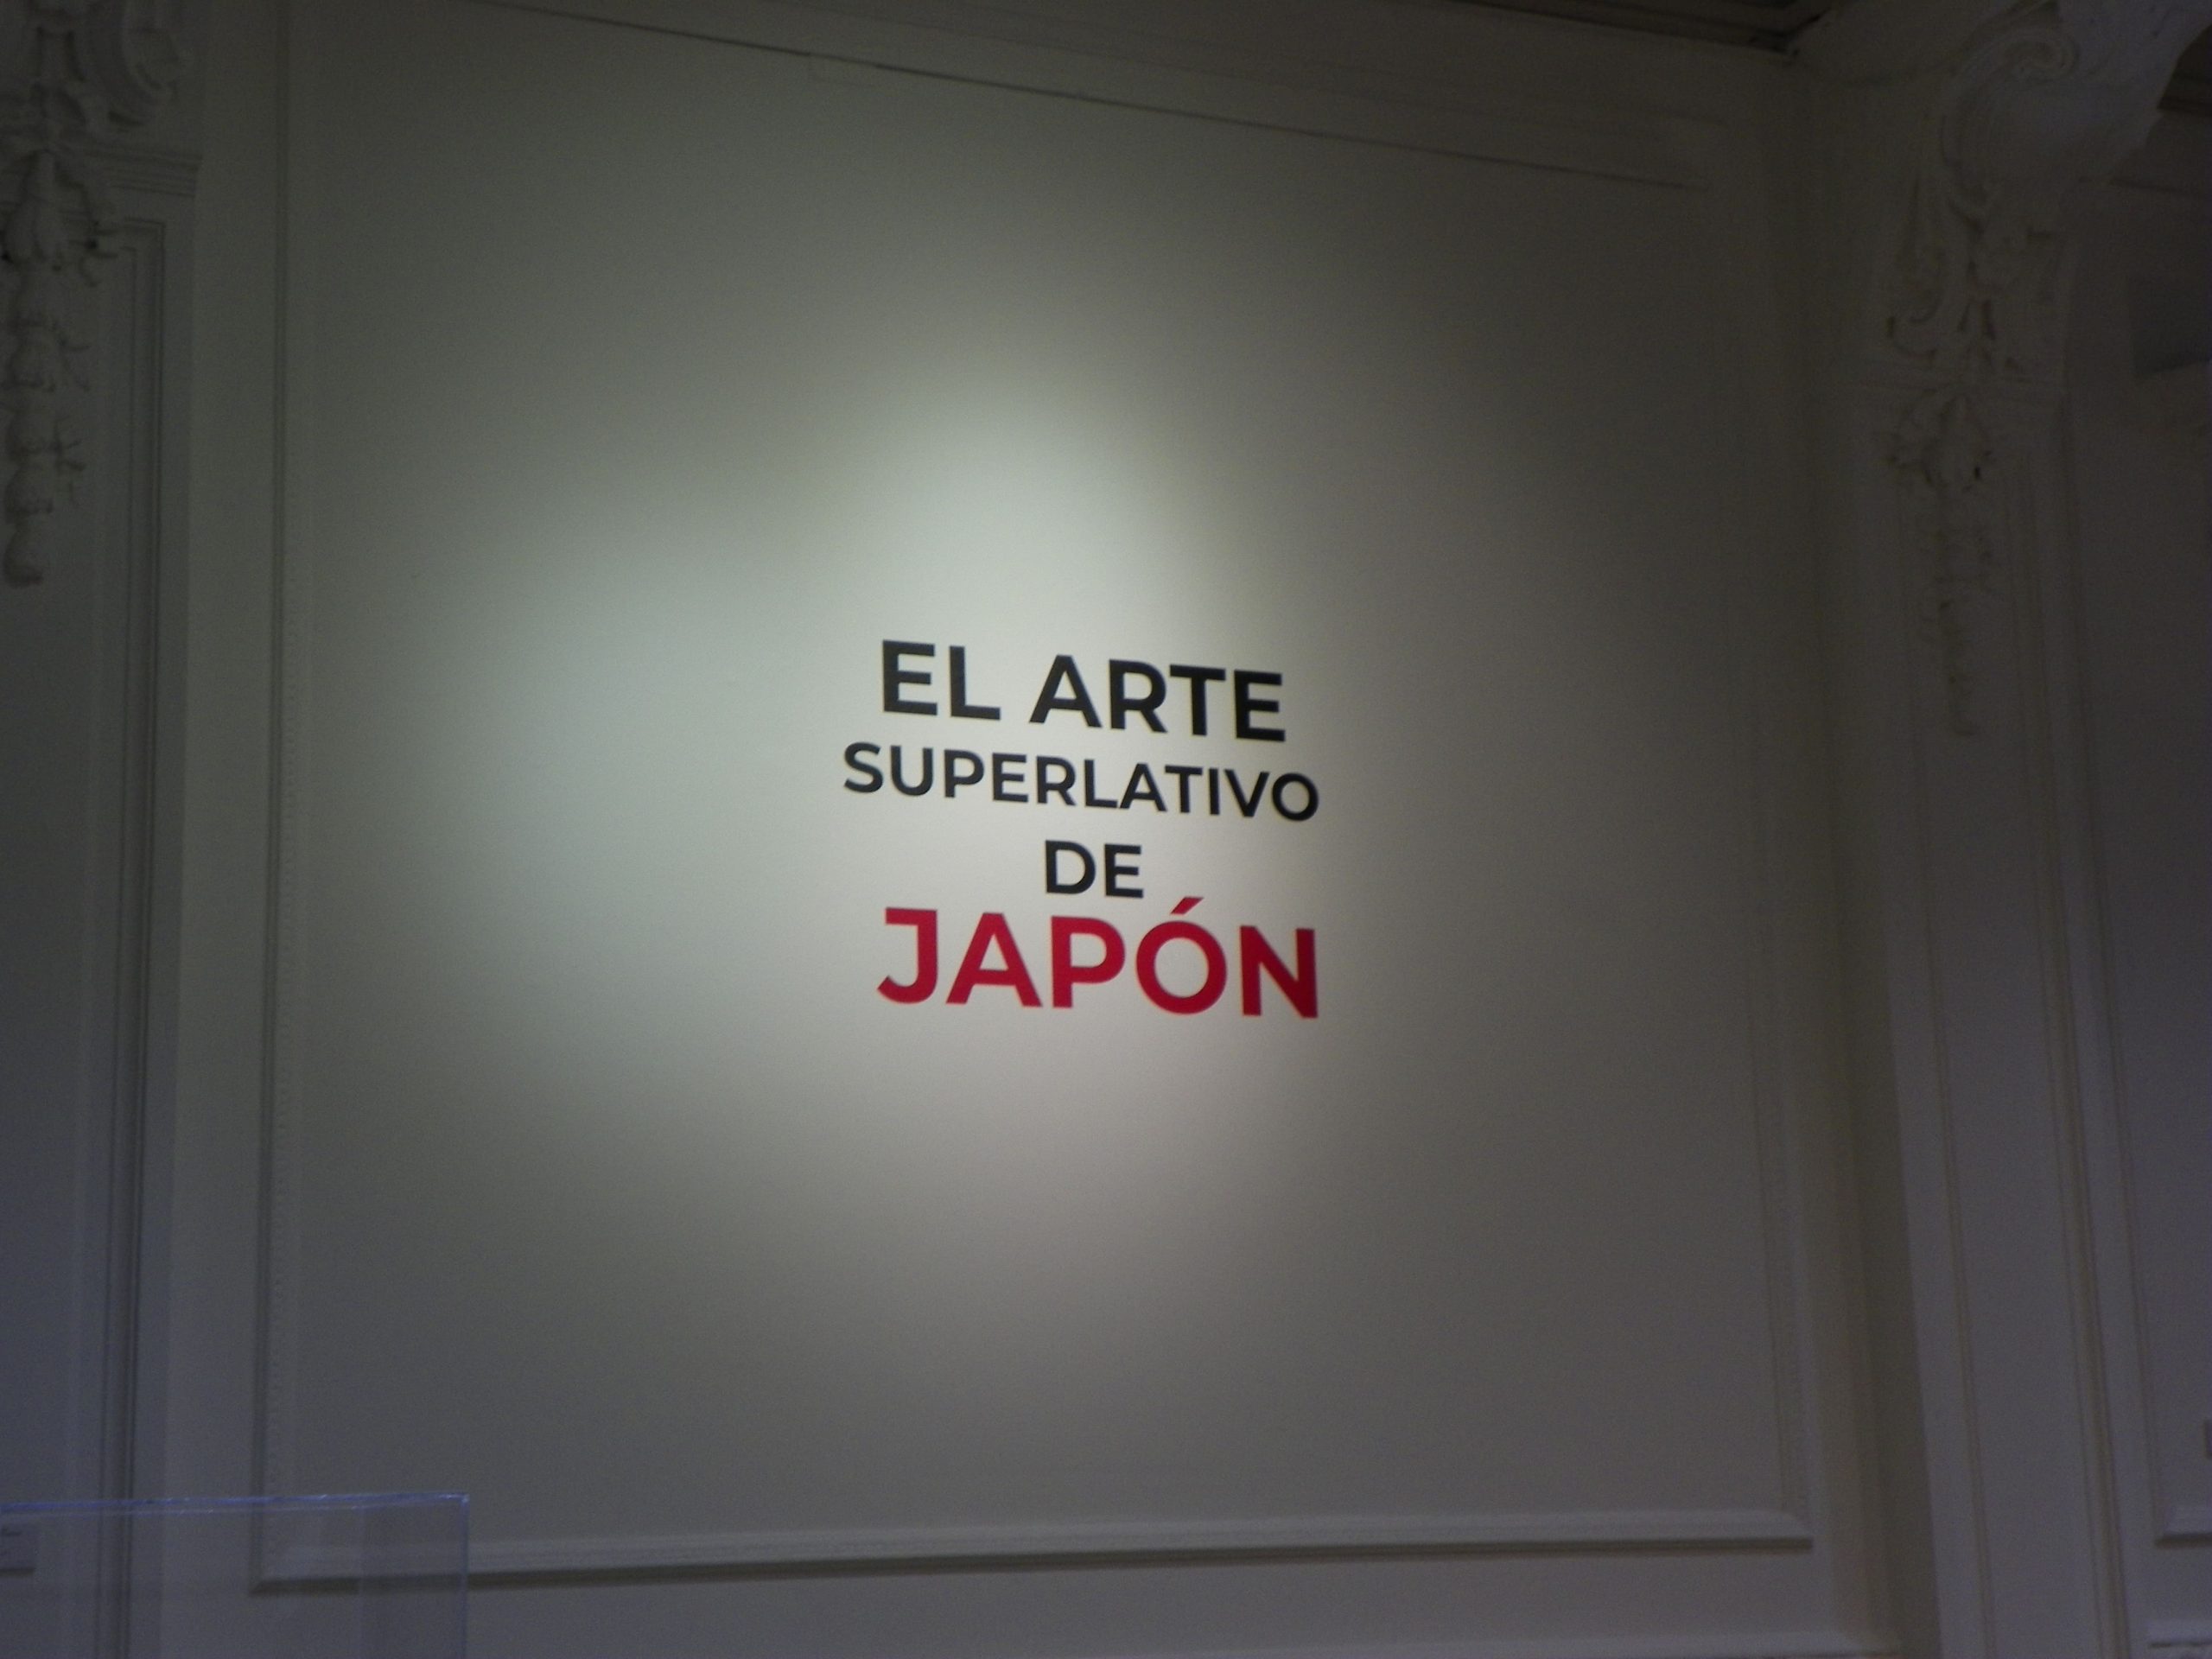 EL ARTE
SUPERLATIVO
DE
JAPÓN